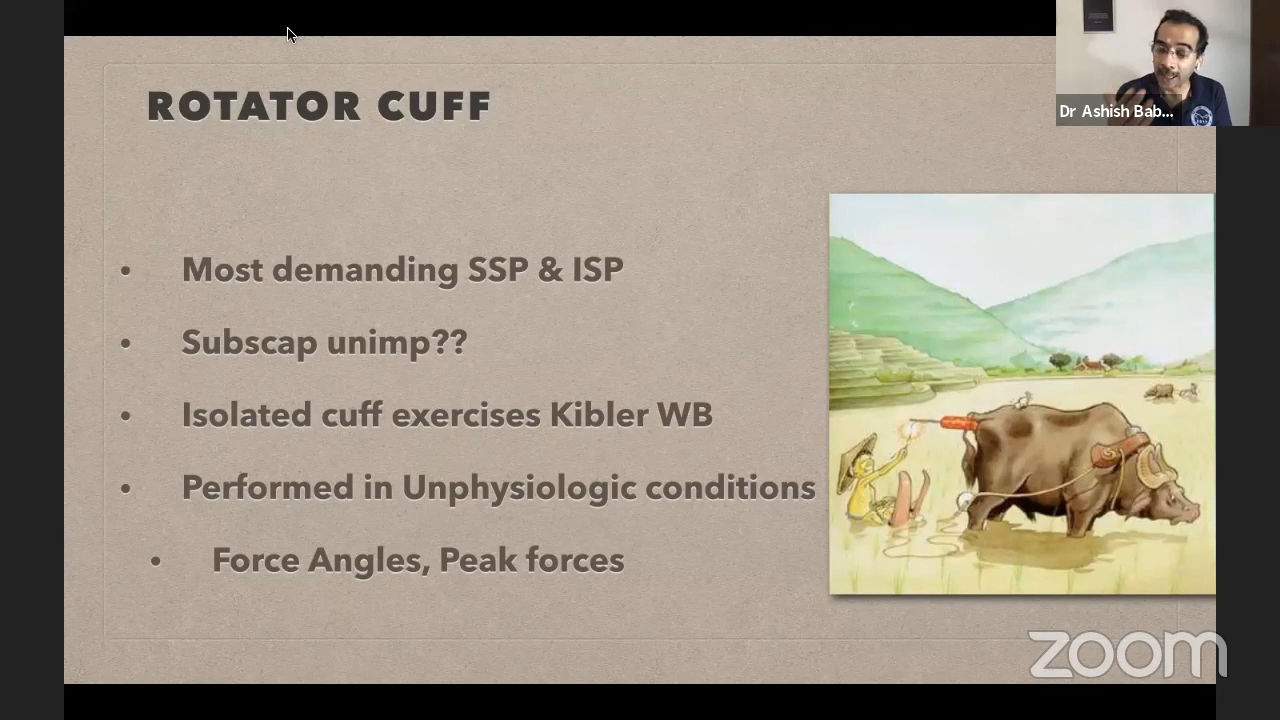 ROTATOR CUFF
Dr Ashish Bab...
• Most demanding SSP & ISP
• Subscap unimp??
• Isolated cuff exercises Kibler WB
• Performed in Unphysiologic conditions
• Force Angles, Peak forces
zoom